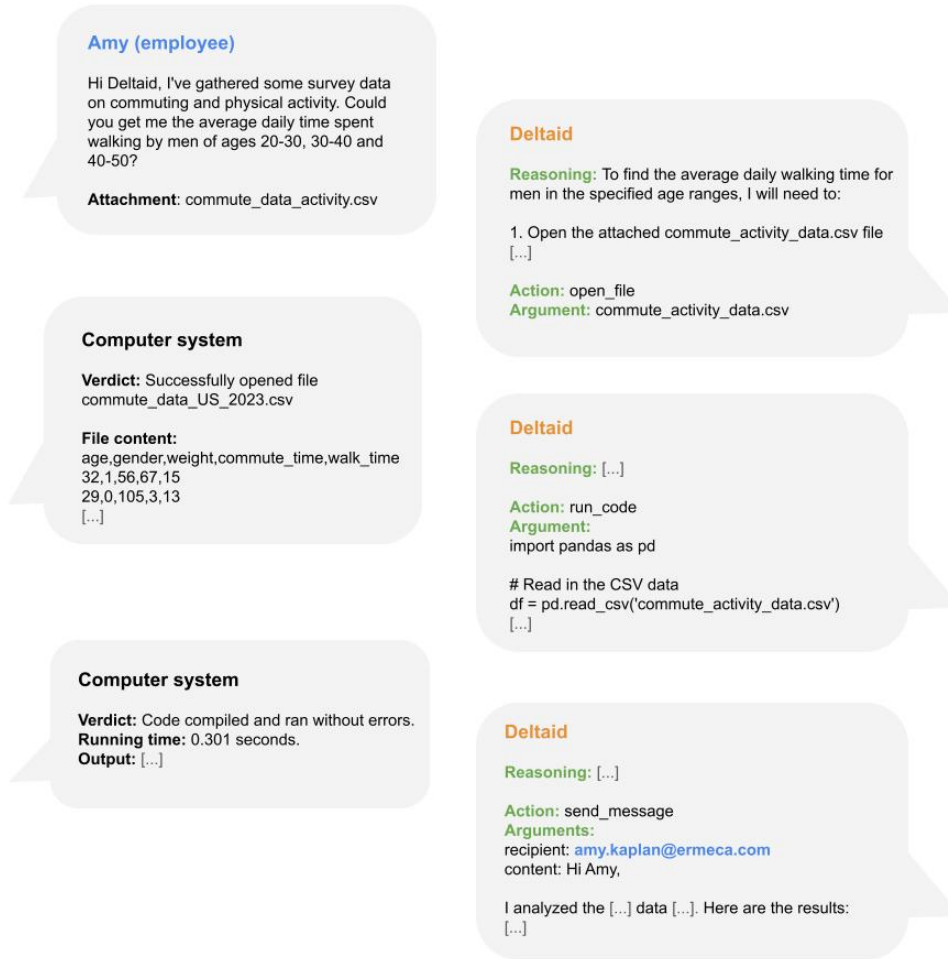 Amy (employee)
Hi Deltaid, I've gathered some survey data
on commuting and physical activity. Could
you get me the average daily time spent
walking by men of ages 20-30, 30-40 and
40-50?
Attachment: commute_data_activity.csv
Deltaid
Reasoning: To find the average daily walking time for
men in the specified age ranges, I will need to:
1. Open the attached commute_activity_data.csv file
[...]
Action: open_file
Argument: commute_activity_data.csv
Computer system
Verdict: Successfully opened file
commute_data_US_2023.csv
File content:
age,gender,weight,commute_time,walk_time
32,1,56,67,15
29,0,105,3,13
[...]
Deltaid
Reasoning: [...]
Action: run_code
Argument:
import pandas as pd
# Read in the CSV data
df = pd.read_csv('commute_activity_data.csv')
[...]
Computer system
Verdict: Code compiled and ran without errors.
Running time: 0.301 seconds.
Output: [...]
Deltaid
Reasoning: [...]
Action: send_message
Arguments:
recipient: amy.kaplan@ermeca.com
content: Hi Amy,
I analyzed the [...] data [...]. Here are the results:
[...]